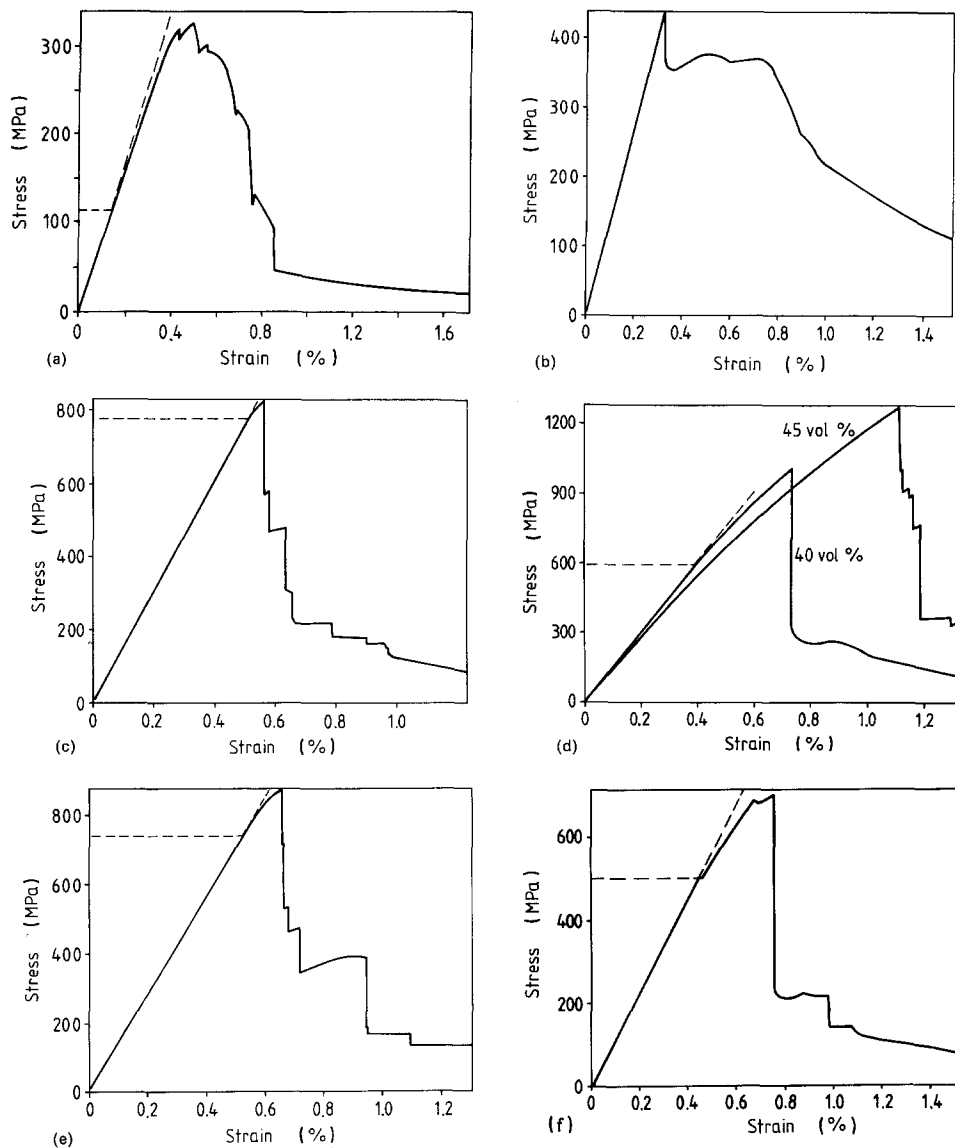 300
200
100
0
Stress (MPa)
0 0.4 0.8 1.2 1.6
Strain (%)
(a)
400
300
200
100
0
Stress (MPa)
0 0.2 0.4 0.6 0.8 1.0 1.2 1.4
Strain (%)
(b)
800
600
400
200
0
Stress (MPa)
0 0.2 0.4 0.6 0.8 1.0
Strain (%)
(c)
1200
900
600
300
0
Stress (MPa)
45 vol %
40 vol %
0 0.2 0.4 0.6 0.8 1.0 1.2
Strain (%)
(d)
800
600
400
200
0
Stress (MPa)
0 0.2 0.4 0.6 0.8 1.0 1.2
Strain (%)
(e)
600
400
200
0
Stress (MPa)
0 0.2 0.4 0.6 0.8 1.0 1.2 1.4
Strain (%)
(f)